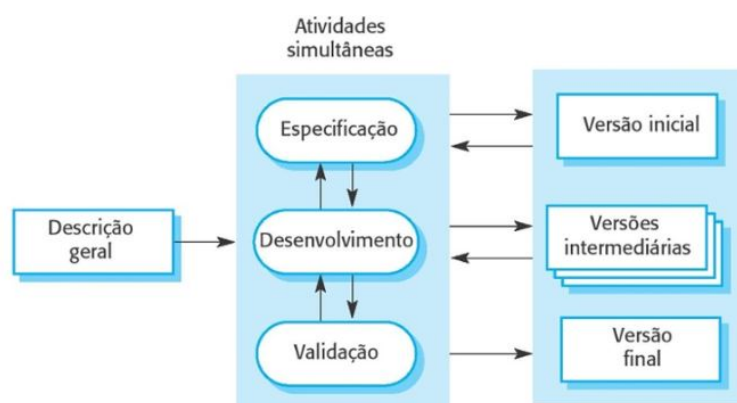 Atividades
simultâneas
Especificação
Versão inicial
Descrição
geral
Desenvolvimento
Versões
intermediárias
Validação
Versão
final